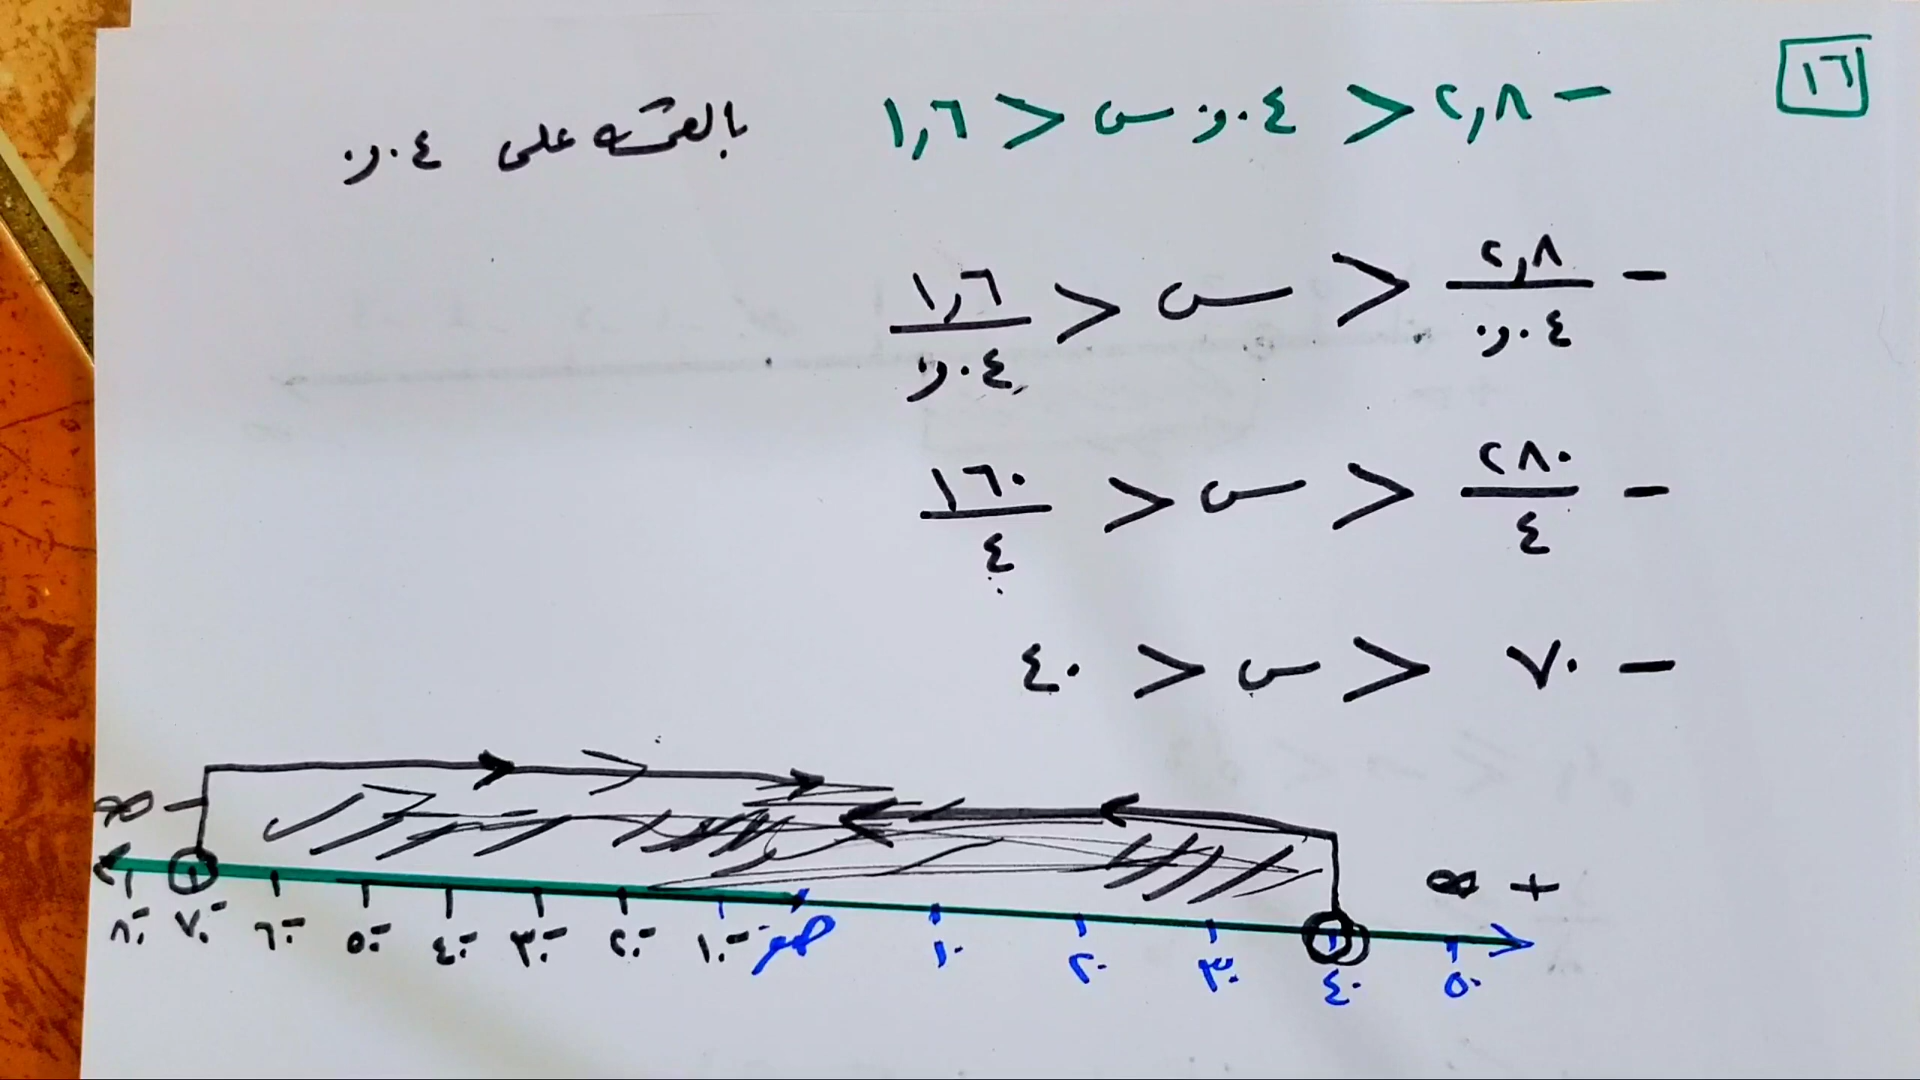 ١٦
-٢,٨ < ٠,٠٤ س < ١,٦ بالقسمة على ٠,٠٤
-٢,٨/٠,٠٤ < س < ١,٦/٠,٠٤
-٢٨٠/٤ < س < ١٦٠/٤
-٧٠ < س < ٤٠
+∞ -∞
٥٠ ٤٠ ٣٠ ٢٠ ١٠ صفر -١٠ -٢٠ -٣٠ -٤٠ -٥٠ -٦٠ -٧٠ -٨٠